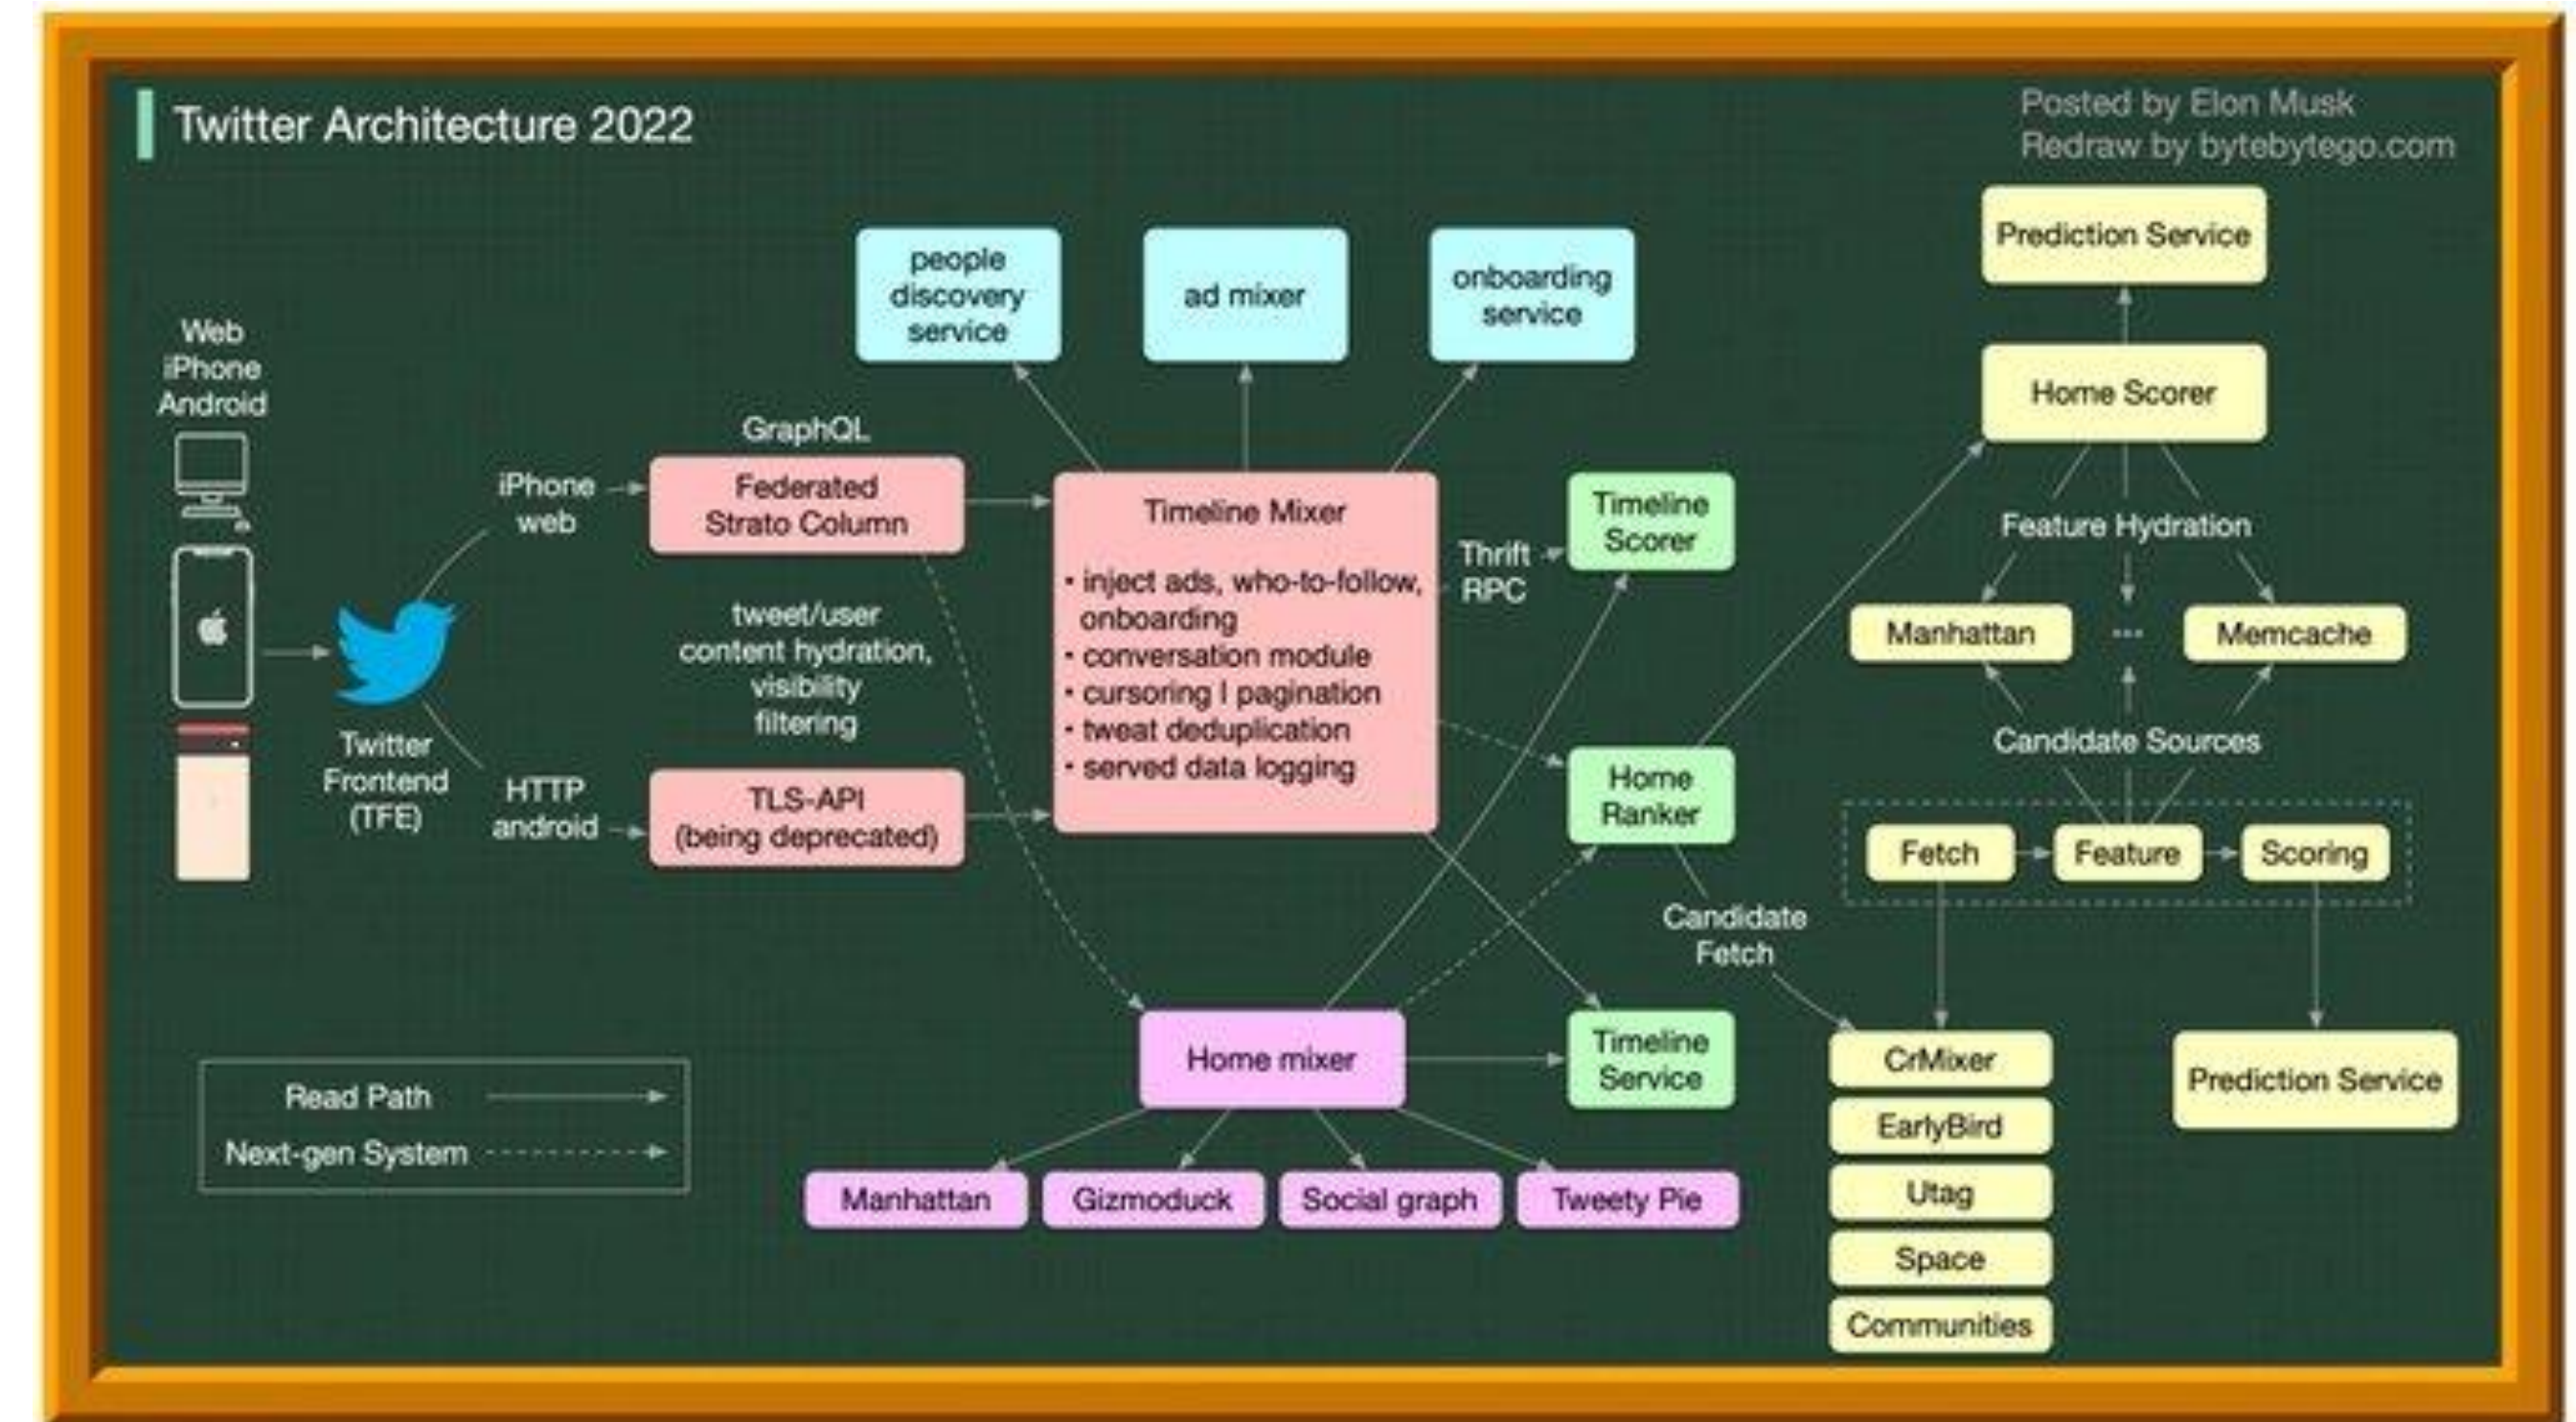 Twitter Architecture 2022
Posted by Elon Musk
Redraw by bytebytego.com
Web
iPhone
Android
Twitter
Frontend
(TFE)
iPhone
web
HTTP
android
GraphQL
Federated
Strato Column
tweet/user
content hydration,
visibility
filtering
TLS-API
(being deprecated)
people
discovery
service
ad mixer
onboarding
service
Timeline Mixer
• inject ads, who-to-follow,
onboarding
• conversation module
• cursoring | pagination
• tweat deduplication
• served data logging
Thrift
RPC
Timeline
Scorer
Home
Ranker
Candidate
Fetch
Timeline
Service
Home mixer
Manhattan
Gizmoduck
Social graph
Tweety Pie
Prediction Service
Home Scorer
Feature Hydration
Manhattan
...
Memcache
Candidate Sources
Fetch
Feature
Scoring
CrMixer
EarlyBird
Utag
Space
Communities
Prediction Service
Read Path
Next-gen System